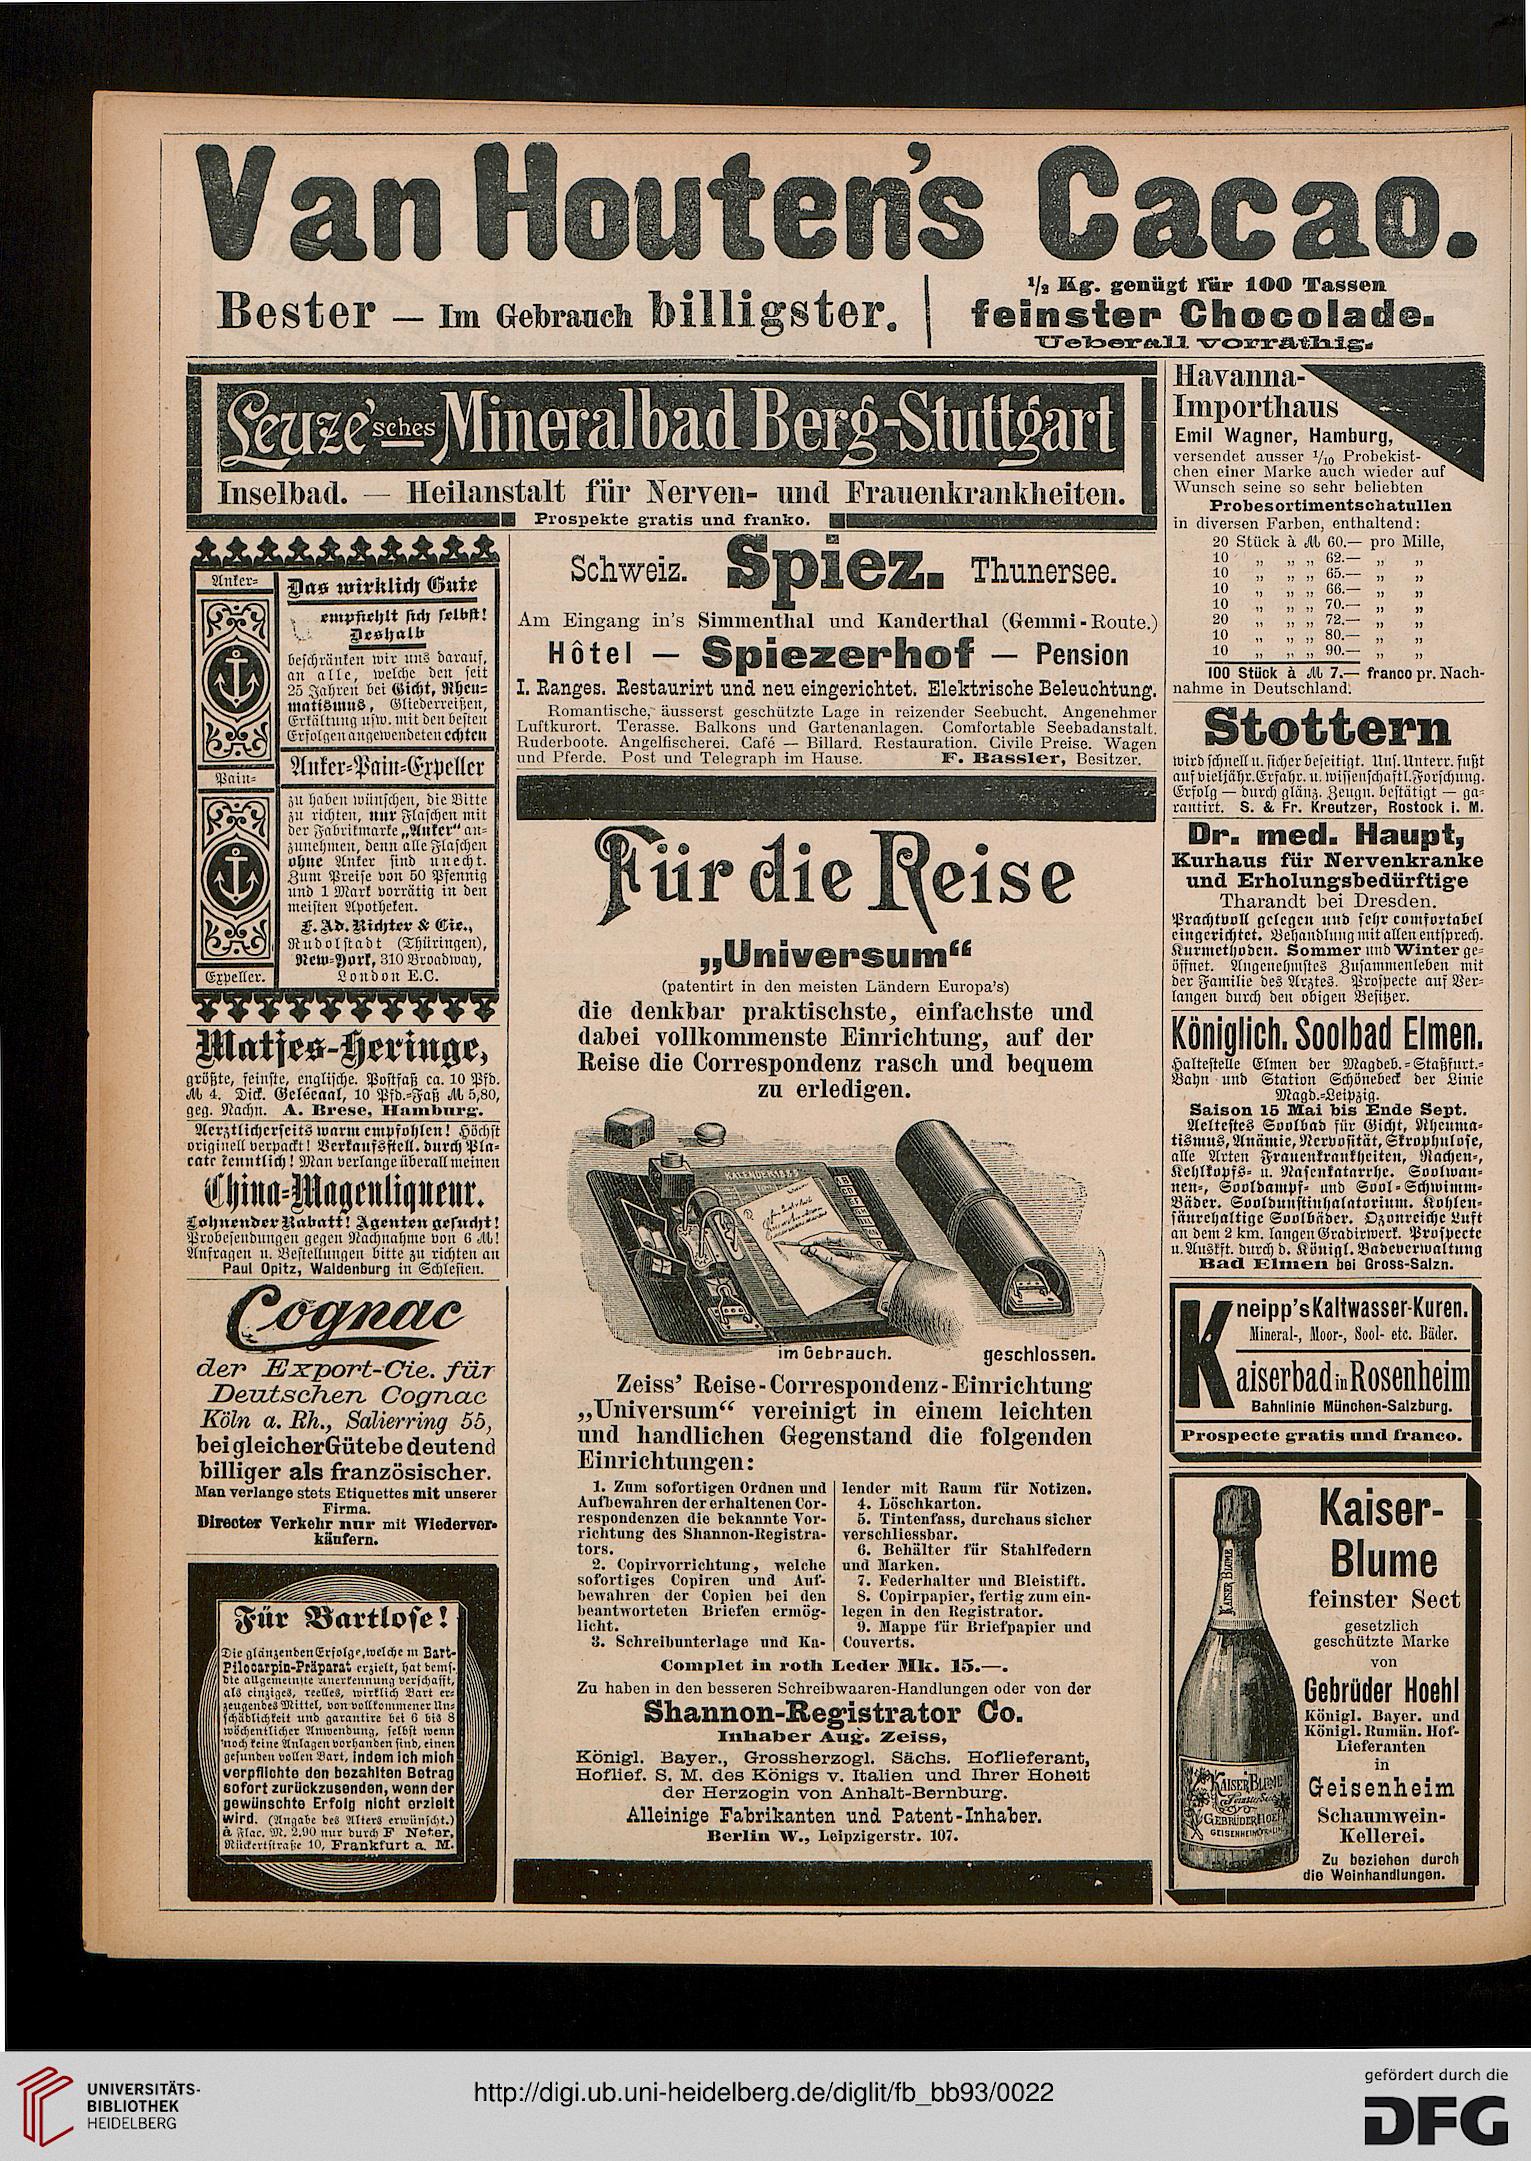 Van Houten's Cacao.
Bester — Im Gebrauch billigster.
1/2 Kg. genügt für 100 Tassen
feinster Chocolade.
Ueberall vorräthig.
Leuze'sches Mineralbad Berg-Stuttgart
Inselbad. — Heilanstalt für Nerven- und Frauenkrankheiten.
Prospekte gratis und franko.
Anker-
Pain-
Expeller.
Das wirklich Gute
empfiehlt sich selbst!
Deshalb
beschränken wir uns darauf,
an alle, welche den seit
25 Jahren bei Gicht, Rheu-
matismus, Gliederreißen,
Erkältung usw. mit den besten
Erfolgen angewendeten echten
Anker-Pain-Expeller
zu haben wünschen, die Bitte
zu richten, nur Flaschen mit
der Fabrikmarke „Anker“ an-
zunehmen, denn alle Flaschen
ohne Anker sind unecht.
Zum Preise von 50 Pfennig
und 1 Mark vorrätig in den
meisten Apotheken.
F. Ad. Richter & Cie.,
Rudolstadt (Thüringen),
New-York, 310 Broadway,
London E.C.
Matjes-Heringe,
größte, feinste, englische. Postfaß ca. 10 Pfd.
M 4. Dick. Gelécaal, 10 Pfd.-Faß M 5,80,
geg. Nachn. A. Brese, Hamburg.
Aerztlicherseits warm empfohlen! Höchst
originell verpackt! Verkaufsstell. durch Pla-
cate kenntlich! Man verlange überall meinen
China-Magenliqueur.
Lohnender Rabatt! Agenten gesucht!
Probesendungen gegen Nachnahme von 6 M!
Anfragen u. Bestellungen bitte zu richten an
Paul Opitz, Waldenburg in Schlesien.
Cognac
der Export-Cie. für
Deutschen Cognac
Köln a. Rh., Salierring 55,
bei gleicher Güte bedeutend
billiger als französischer.
Man verlange stets Etiquettes mit unserer
Firma.
Directer Verkehr nur mit Wiederver-
käufern.
Für Bartlose!
Die glänzenden Erfolge, welche m Bart-
Pilocarpin-Präparat erzielt, hat dems.
die allgemeinste Anerkennung verschafft,
als einziges, reelles, wirklich Bart er-
zeugendes Mittel, von vollkommener Un-
schädlichkeit und garantire bei 6 bis 8
wöchentlicher Anwendung, selbst wenn
noch keine Anlagen vorhanden sind, einen
gesunden vollen Bart, indem ich mich
verpflichte den bezahlten Betrag
sofort zurückzusenden, wenn der
gewünschte Erfolg nicht erzielt
wird. (Angabe des Alters erwünscht.)
à Flac. M. 2.90 nur durch F Neter,
Rückertstraße 10, Frankfurt a. M.
Schweiz. Spiez. Thunersee.
Am Eingang in's Simmenthal und Kanderthal (Gemmi-Route.)
Hôtel — Spiezerhof — Pension
I. Ranges. Restaurirt und neu eingerichtet. Elektrische Beleuchtung.
Romantische, äusserst geschützte Lage in reizender Seebucht. Angenehmer
Luftkurort. Terasse. Balkons und Gartenanlagen. Comfortable Seebadanstalt.
Ruderboote. Angelfischerei. Café — Billard. Restauration. Civile Preise. Wagen
und Pferde. Post und Telegraph im Hause. F. Bassler, Besitzer.
Für die Reise
„Universum“
(patentirt in den meisten Ländern Europa's)
die denkbar praktischste, einfachste und
dabei vollkommenste Einrichtung, auf der
Reise die Correspondenz rasch und bequem
zu erledigen.
im Gebrauch. geschlossen.
Zeiss' Reise-Correspondenz-Einrichtung
„Universum“ vereinigt in einem leichten
und handlichen Gegenstand die folgenden
Einrichtungen:
1. Zum sofortigen Ordnen und
Aufbewahren der erhaltenen Cor-
respondenzen die bekannte Vor-
richtung des Shannon-Registra-
tors.
2. Copirvorrichtung, welche
sofortiges Copiren und Auf-
bewahren der Copien bei den
beantworteten Briefen ermög-
licht.
3. Schreibunterlage und Ka-
lender mit Raum für Notizen.
4. Löschkarton.
5. Tintenfass, durchaus sicher
verschliessbar.
6. Behälter für Stahlfedern
und Marken.
7. Federhalter und Bleistift.
8. Copirpapier, fertig zum ein-
legen in den Registrator.
9. Mappe für Briefpapier und
Couverts.
Complet in roth Leder Mk. 15.—.
Zu haben in den besseren Schreibwaaren-Handlungen oder von der
Shannon-Registrator Co.
Inhaber Aug. Zeiss,
Königl. Bayer., Grossherzogl. Sächs. Hoflieferant,
Hoflief. S. M. des Königs v. Italien und Ihrer Hoheit
der Herzogin von Anhalt-Bernburg.
Alleinige Fabrikanten und Patent-Inhaber.
Berlin W., Leipzigerstr. 107.
Havanna-
Importhaus
Emil Wagner, Hamburg,
versendet ausser 1/10 Probekist-
chen einer Marke auch wieder auf
Wunsch seine so sehr beliebten
Probesortimentschatullen
in diversen Farben, enthaltend:
20 Stück à M 60.— pro Mille,
10 „ „ „ 62.— „ „
10 „ „ „ 65.— „ „
10 „ „ „ 66.— „ „
10 „ „ „ 70.— „ „
20 „ „ „ 72.— „ „
10 „ „ „ 80.— „ „
10 „ „ „ 90.— „ „
100 Stück à M 7.— franco pr. Nach-
nahme in Deutschland.
Stottern
wird schnell u. sicher beseitigt. Uns. Unterr. fußt
auf vieljähr. Erfahr. u. wissenschaftl. Forschung.
Erfolg — durch glänz. Zeugn. bestätigt — ga-
rantirt. S. & Fr. Kreutzer, Rostock i. M.
Dr. med. Haupt,
Kurhaus für Nervenkranke
und Erholungsbedürftige
Tharandt bei Dresden.
Prachtvoll gelegen und sehr comfortabel
eingerichtet. Behandlung mit allen entsprech.
Kurmethoden. Sommer und Winter ge-
öffnet. Angenehmstes Zusammenleben mit
der Familie des Arztes. Prospecte auf Ver-
langen durch den obigen Besitzer.
Königlich. Soolbad Elmen.
Haltestelle Elmen der Magdeb.-Staßfurt.-
Bahn und Station Schönebeck der Linie
Magd.-Leipzig.
Saison 15 Mai bis Ende Sept.
Aeltestes Soolbad für Gicht, Rheuma-
tismus, Anämie, Nervosität, Skrophulose,
alle Arten Frauenkrankheiten, Rachen-,
Kehlkopfs- u. Nasenkatarrhe. Soolwan-
nen-, Sooldampf- und Sool-Schwimm-
Bäder. Sooldunstinhalatorium. Kohlen-
säurehaltige Soolbäder. Ozonreiche Luft
an dem 2 km. langen Gradirwerk. Prospecte
u. Auskft. durch d. Königl. Badeverwaltung
Bad Elmen bei Gross-Salzn.
Kneipp's Kaltwasser-Kuren.
Mineral-, Moor-, Sool- etc. Bäder.
Kaiserbad in Rosenheim
Bahnlinie München-Salzburg.
Prospecte gratis und franco.
Kaiser-
Blume
feinster Sect
gesetzlich
geschützte Marke
von
Gebrüder Hoehl
Königl. Bayer. und
Königl. Rumän. Hof-
Lieferanten
in
Geisenheim
Schaumwein-
Kellerei.
Zu beziehen durch
die Weinhandlungen.
KAISER BLUME
KAISER BLUME
Feinster Sect
GEBRÜDER HOEHL
GEISENHEIM
UNIVERSITÄTS-
BIBLIOTHEK
HEIDELBERG
http://digi.ub.uni-heidelberg.de/diglit/fb_bb93/0022
gefördert durch die
DFG